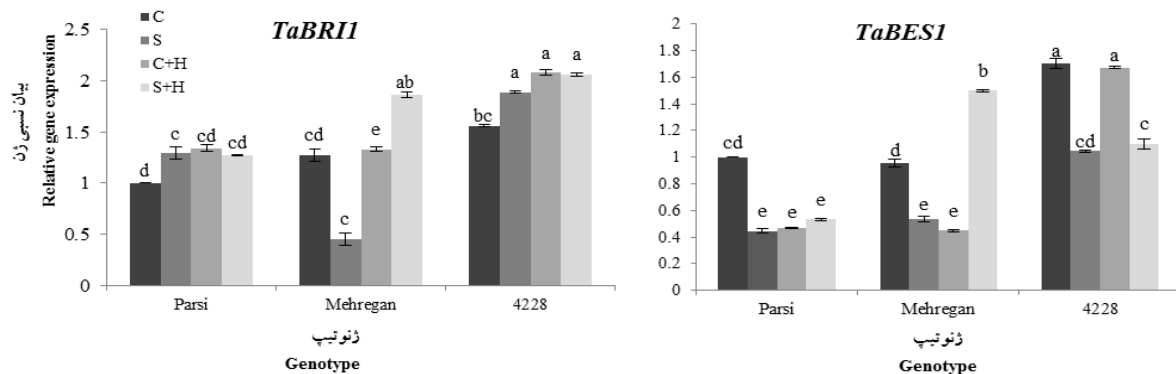 TaBRI1
C
S
C+H
S+H
بیان نسبی ژن
Relative gene expression
2.5
2
1.5
1
0.5
0
d c cd cd
cd c e ab
bc a a a
Parsi Mehregan 4228
ژنوتیپ
Genotype
TaBES1
2
1.8
1.6
1.4
1.2
1
0.8
0.6
0.4
0.2
0
cd e e e
d e e b
a cd a c
Parsi Mehregan 4228
ژنوتیپ
Genotype